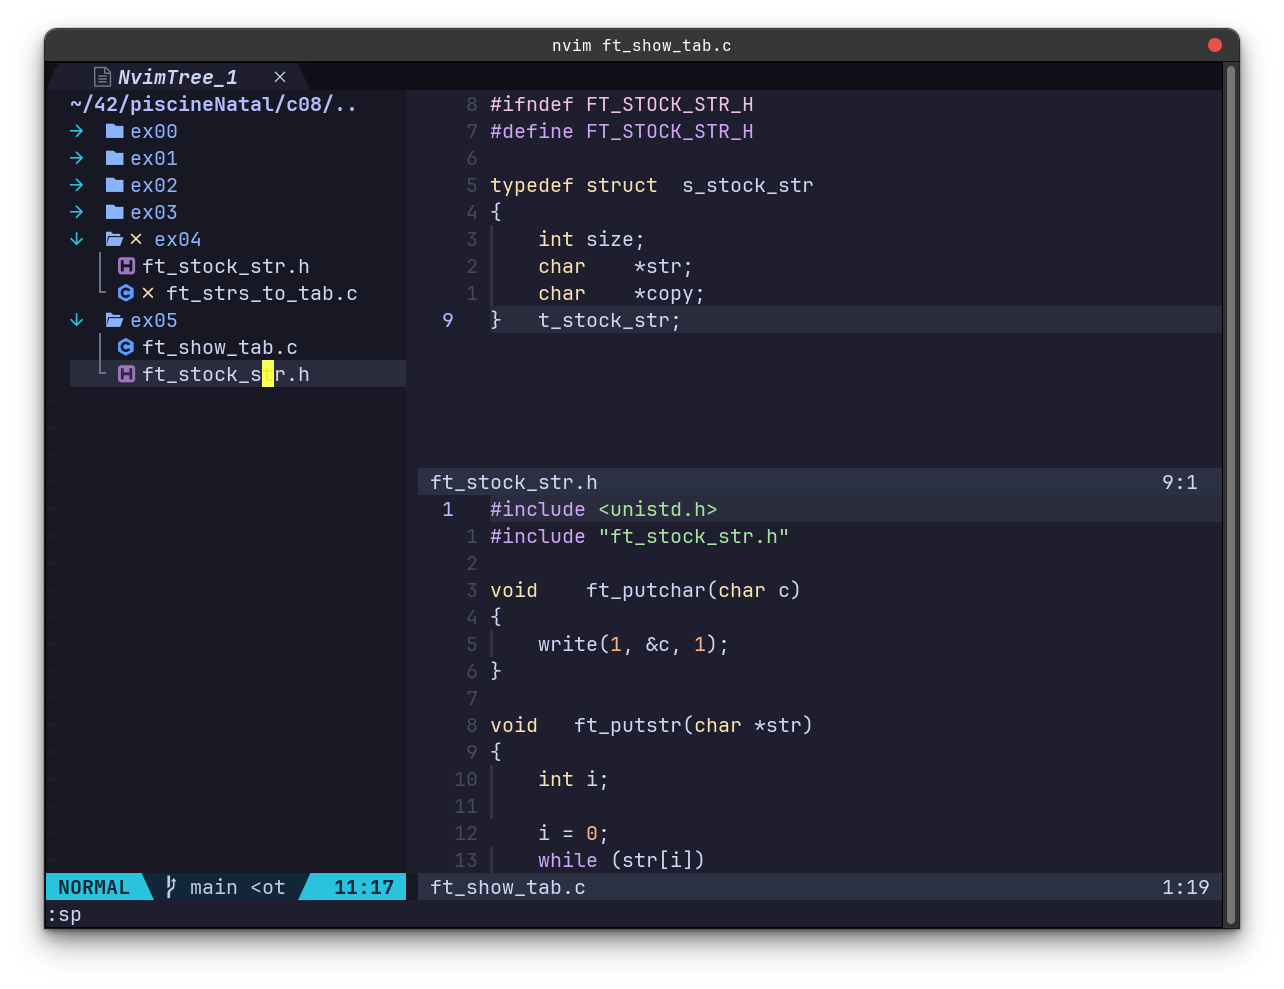 nvim ft_show_tab.c
NvimTree_1 ×
~/42/piscineNatal/c08/..
→ ex00
→ ex01
→ ex02
→ ex03
↓ × ex04
ft_stock_str.h
× ft_strs_to_tab.c
↓ ex05
ft_show_tab.c
ft_stock_str.h
8 #ifndef FT_STOCK_STR_H
7 #define FT_STOCK_STR_H
6
5 typedef struct  s_stock_str
4 {
3     int size;
2     char    *str;
1     char    *copy;
9 }   t_stock_str;
ft_stock_str.h 9:1
1 #include <unistd.h>
1 #include "ft_stock_str.h"
2
3 void    ft_putchar(char c)
4 {
5     write(1, &c, 1);
6 }
7
8 void   ft_putstr(char *str)
9 {
10     int i;
11
12     i = 0;
13     while (str[i])
NORMAL main <ot 11:17
ft_show_tab.c 1:19
:sp